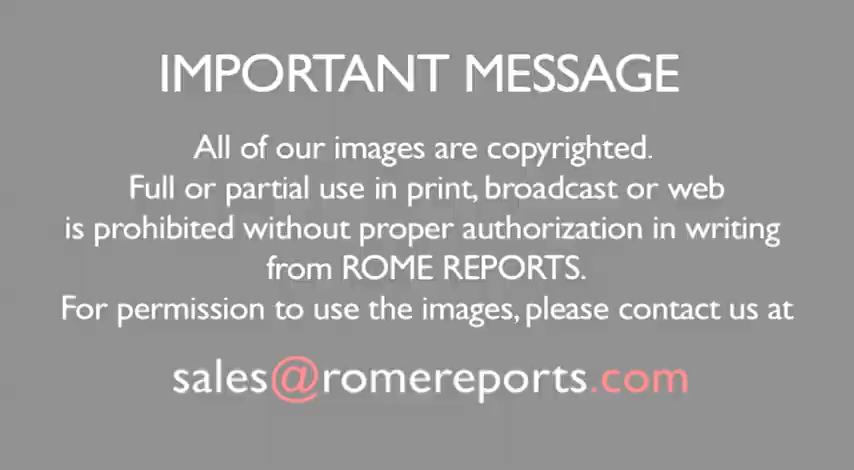 IMPORTANT MESSAGE
All of our images are copyrighted.
Full or partial use in print, broadcast or web
is prohibited without proper authorization in writing
from ROME REPORTS.
For permission to use the images, please contact us at
sales@romereports.com